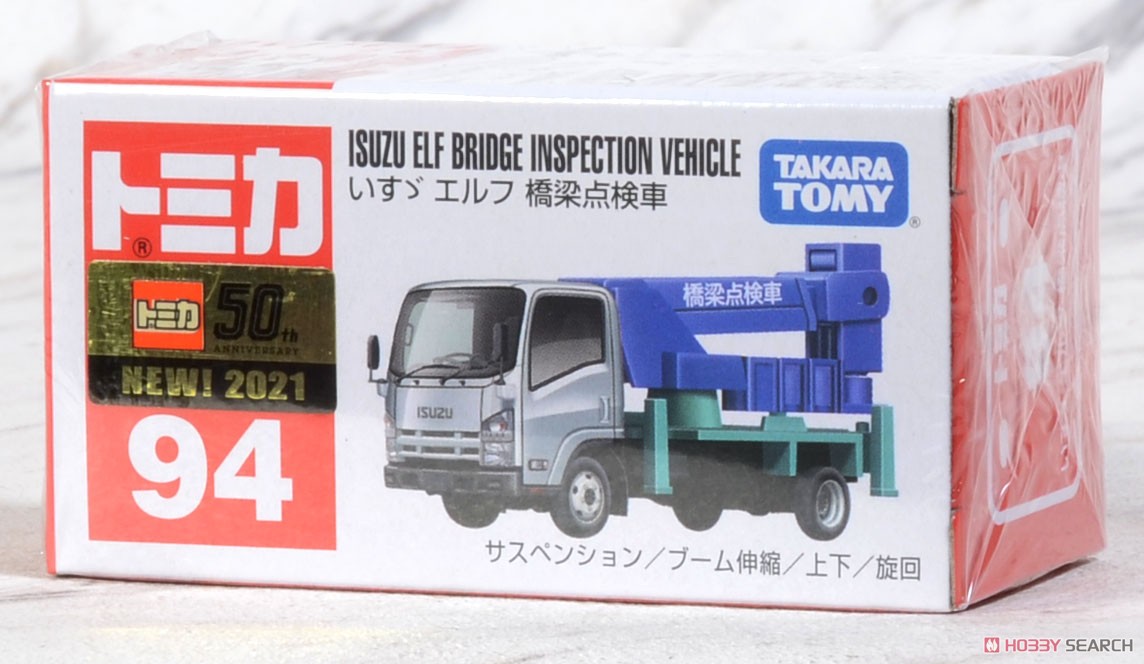 トミカ
®
トミカ 50th
ANNIVERSARY
NEW! 2021
94
ISUZU ELF BRIDGE INSPECTION VEHICLE
いすゞ エルフ 橋梁点検車
TAKARA
TOMY
®
橋梁点検車
ISUZU
サスペンション／ブーム伸縮／上下／旋回
HOBBY SEARCH